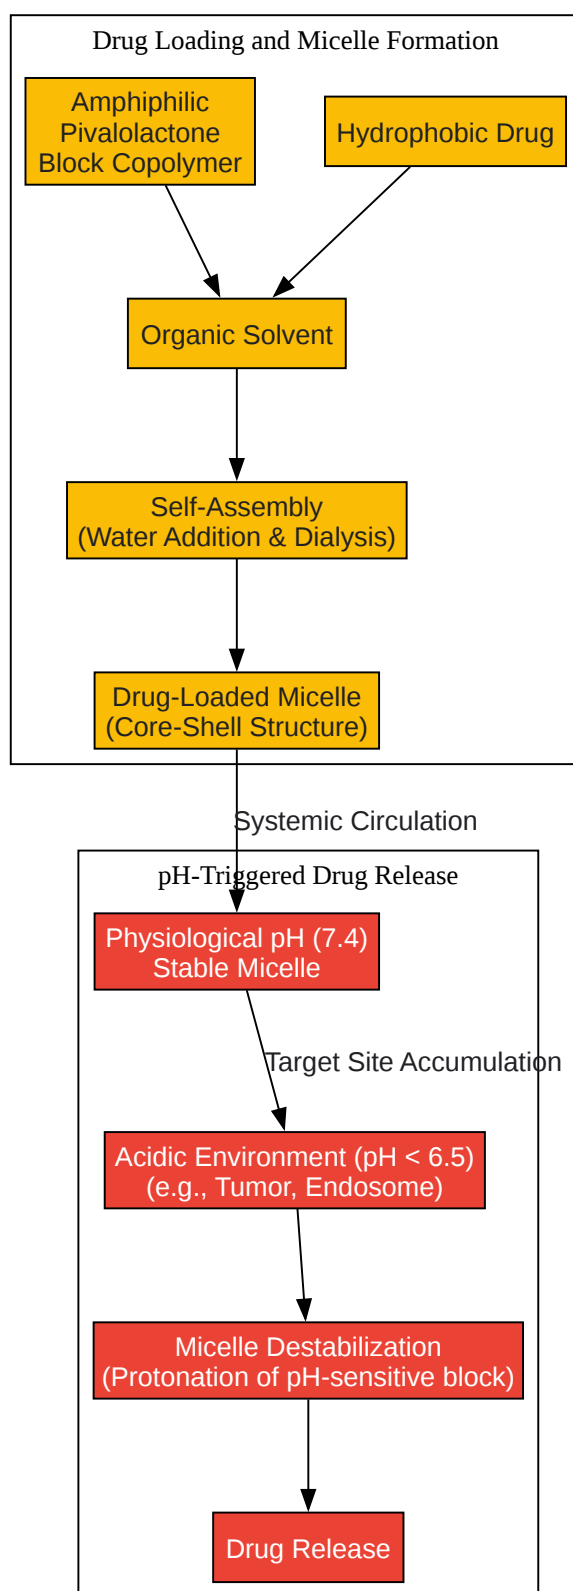 Drug Loading and Micelle Formation
Amphiphilic
Pivalolactone
Block Copolymer
Hydrophobic Drug
Organic Solvent
Self-Assembly
(Water Addition & Dialysis)
Drug-Loaded Micelle
(Core-Shell Structure)
Systemic Circulation
pH-Triggered Drug Release
Physiological pH (7.4)
Stable Micelle
Target Site Accumulation
Acidic Environment (pH < 6.5)
(e.g., Tumor, Endosome)
Micelle Destabilization
(Protonation of pH-sensitive block)
Drug Release